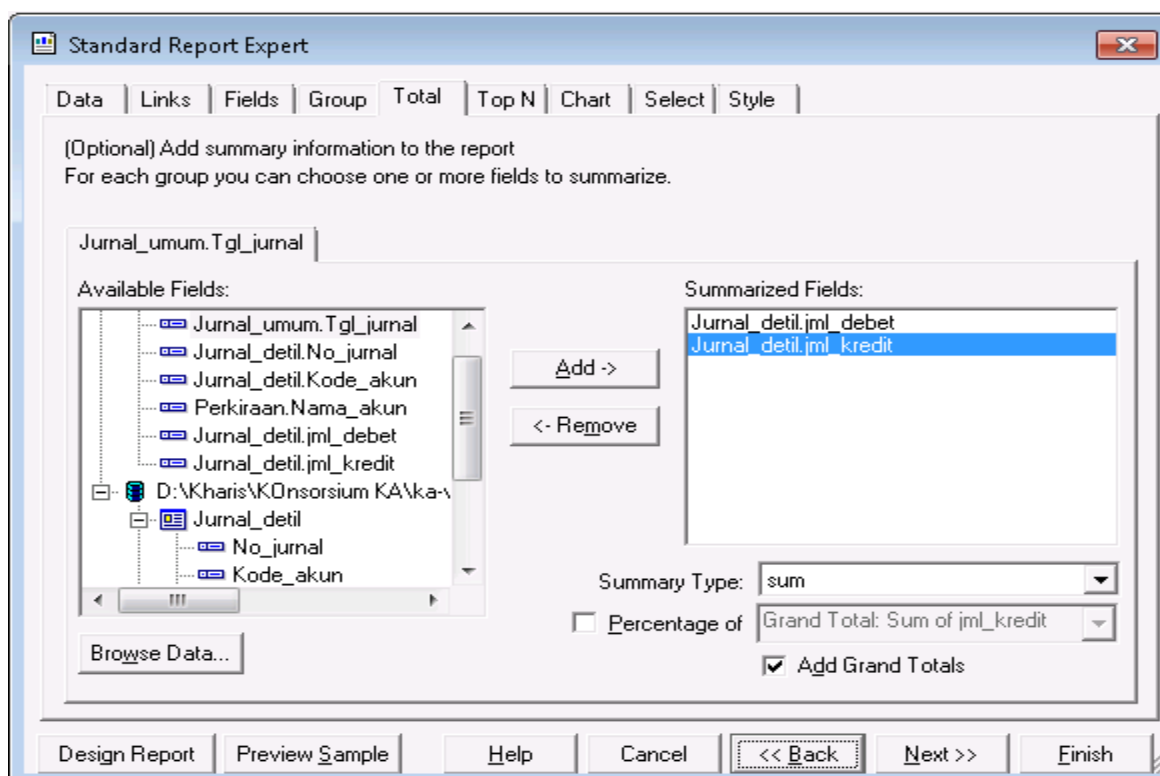 Standard Report Expert
Data Links Fields Group Total Top N Chart Select Style
(Optional) Add summary information to the report
For each group you can choose one or more fields to summarize.
Jurnal_umum.Tgl_jurnal
Available Fields:
Jurnal_umum.Tgl_jurnal
Jurnal_detil.No_jurnal
Jurnal_detil.Kode_akun
Perkiraan.Nama_akun
Jurnal_detil.jml_debet
Jurnal_detil.jml_kredit
D:\Kharis\KOnsorsium KA\ka-\
Jurnal_detil
No_jurnal
Kode_akun
Browse Data...
Add ->
<- Remove
Summarized Fields:
Jurnal_detil.jml_debet
Jurnal_detil.jml_kredit
Summary Type: sum
Percentage of Grand Total: Sum of jml_kredit
Add Grand Totals
Design Report Preview Sample Help Cancel << Back Next >> Finish